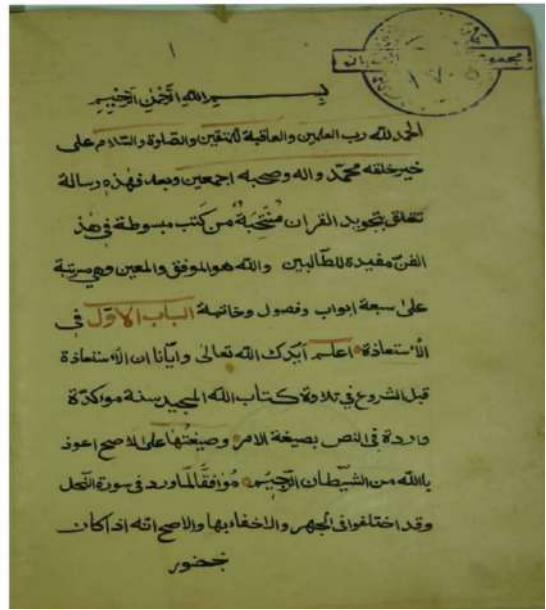 ١
بسم الله الرحمن الرحيم
الحمد لله رب العلمين والعاقبة للمتقين والصلوة والسلام على
خير خلقه محمد واله وصحبه اجمعين وبعد فهذه رسالة
تتعلق بتجويد القران منتخبة من كتب مبسوطة في هذ
الفن مفيدة للطالبين والله هو الموفق والمعين وهي مرتبة
على سبعة ابواب وفصول وخاتمة الباب الاول في
الاستعاذة اعلم ايدك الله تعالى وايانا ان الاستعاذة
قبل الشروع في تلاوة كتاب الله المجيد سنة موكدة
واردة في النص بصيغة الامر وصيغتها على الاصح اعوذ
بالله من الشيطان الرجيم موافقا لما ورد في سورة النحل
وقد اختلفوا في الجهر والاخفاء بها والاصح انه اذا كان
بحضور